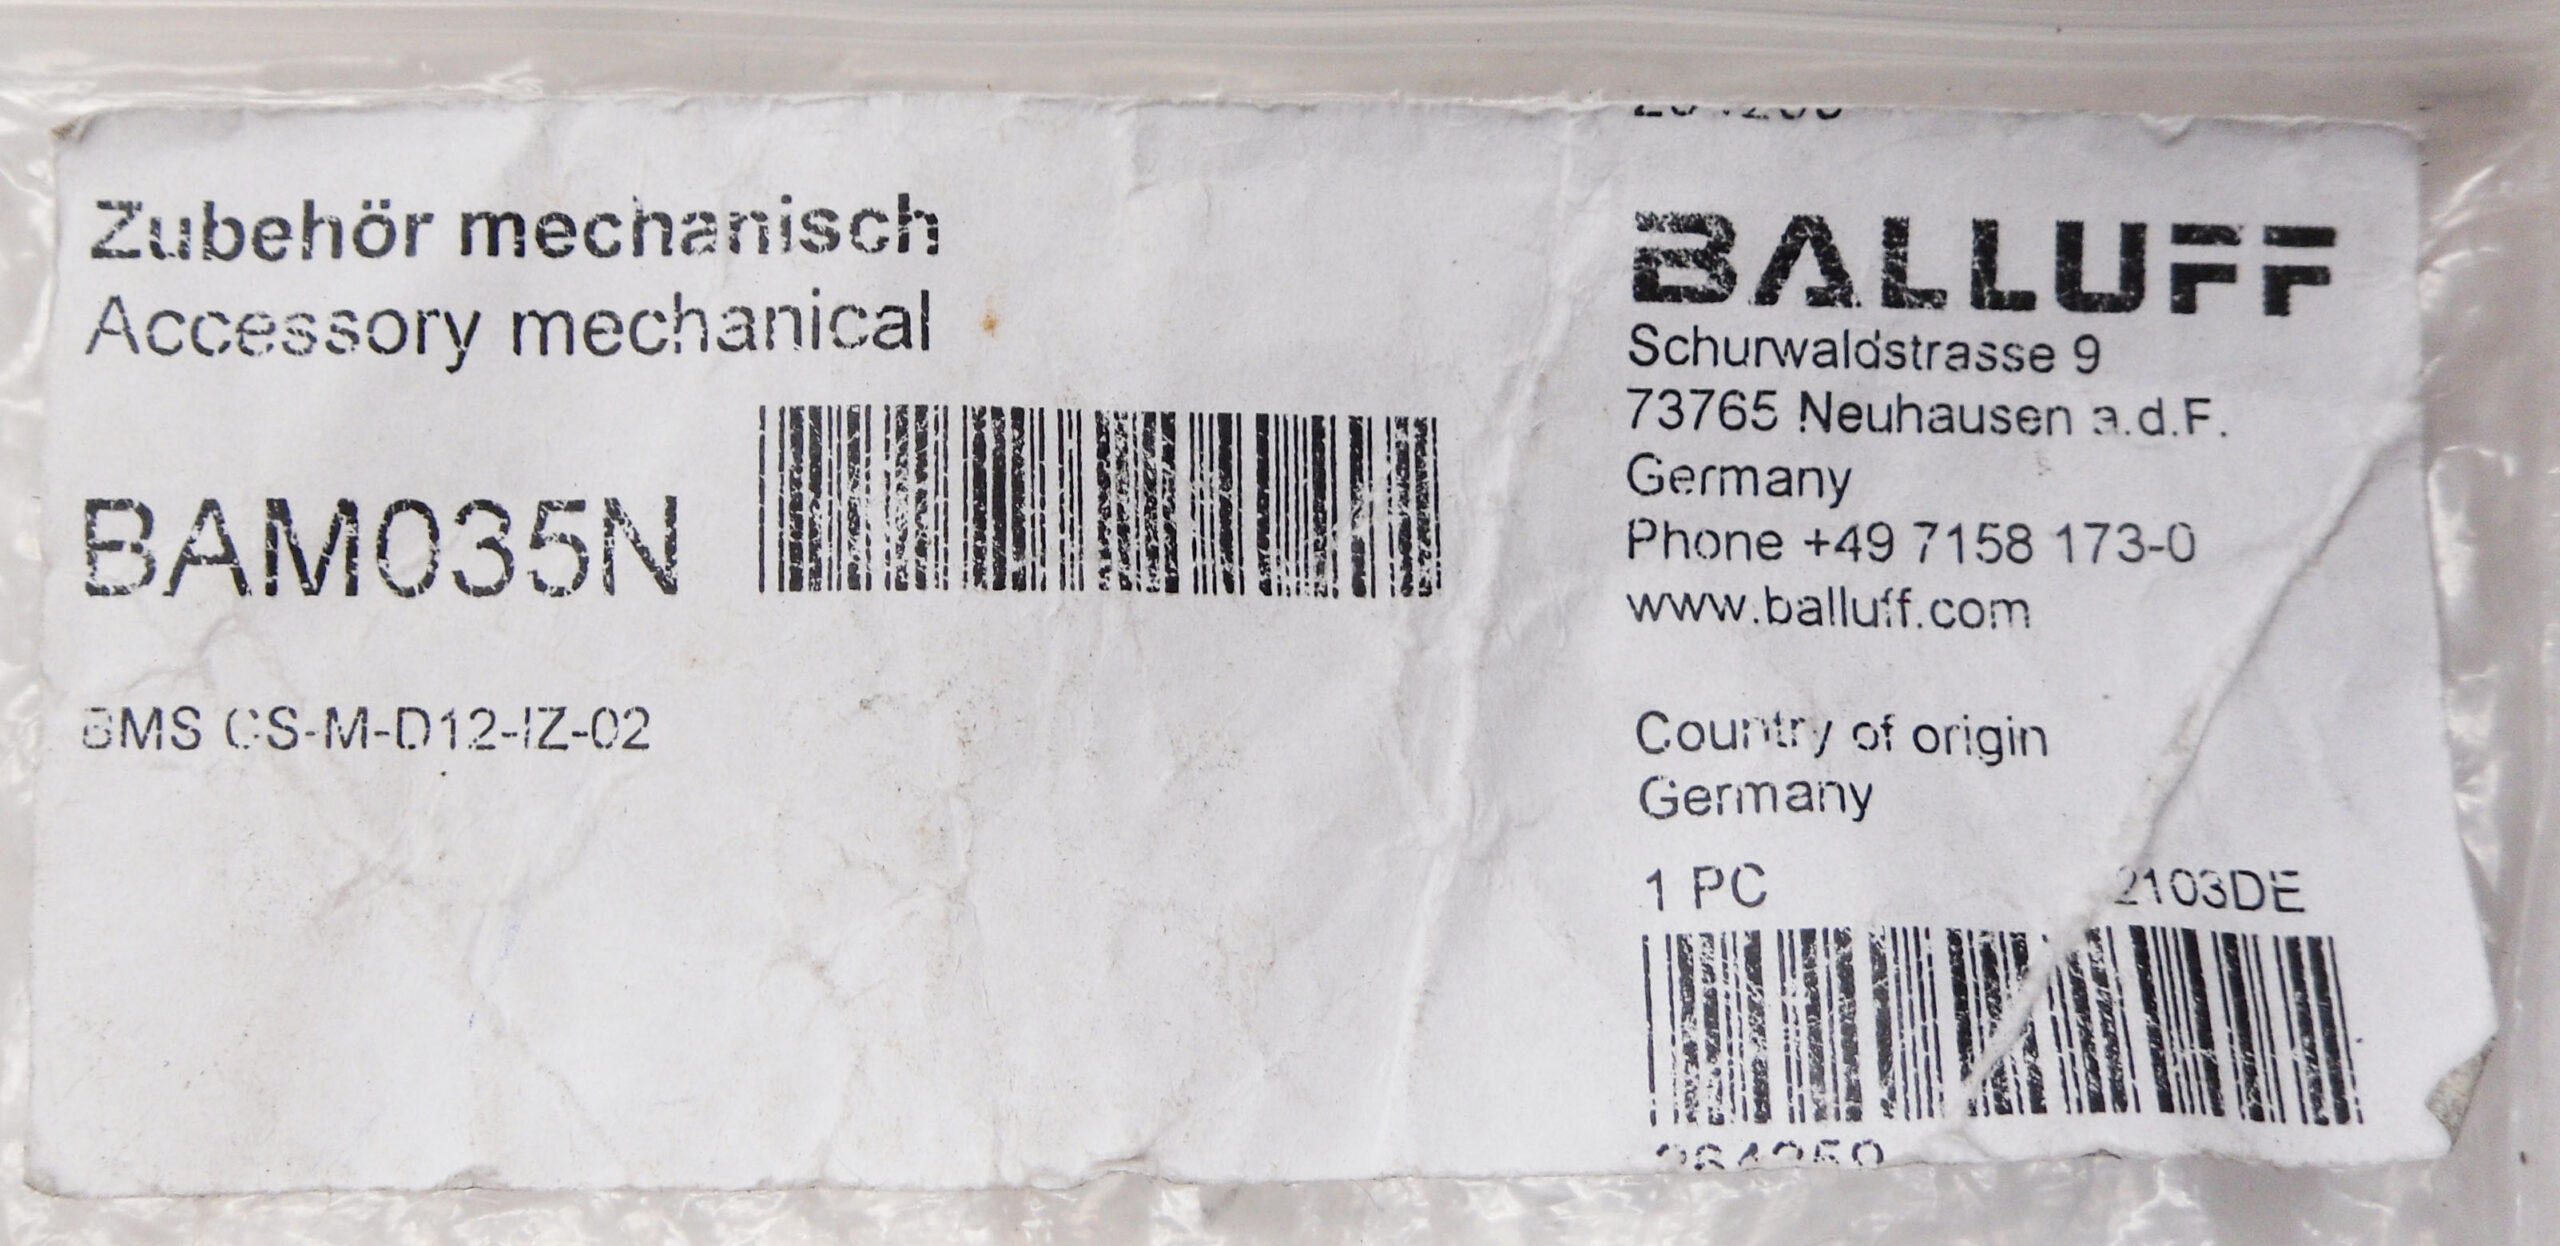 Zubehör mechanisch
Accessory mechanical
BAM035N
BMS CS-M-D12-IZ-02
BALLUFF
Schurwaldstrasse 9
73765 Neuhausen a.d.F.
Germany
Phone +49 7158 173-0
www.balluff.com
Country of origin
Germany
1 PC 2103DE